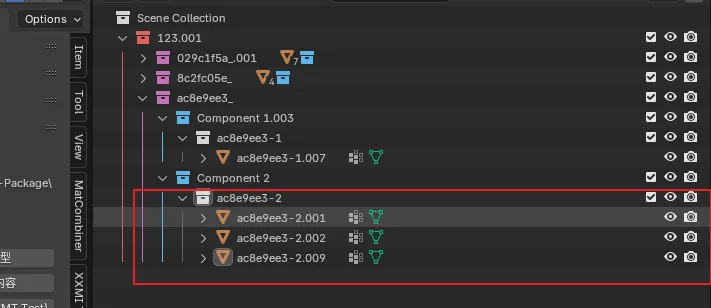 Options
Scene Collection
123.001
029c1f5a_.001
7
8c2fc05e_
4
ac8e9ee3_
Component 1.003
ac8e9ee3-1
ac8e9ee3-1.007
Component 2
ac8e9ee3-2
ac8e9ee3-2.001
ac8e9ee3-2.002
ac8e9ee3-2.009
Item
Tool
View
MatCombiner
XXMI T
-Package\
型
内容
MT Test\